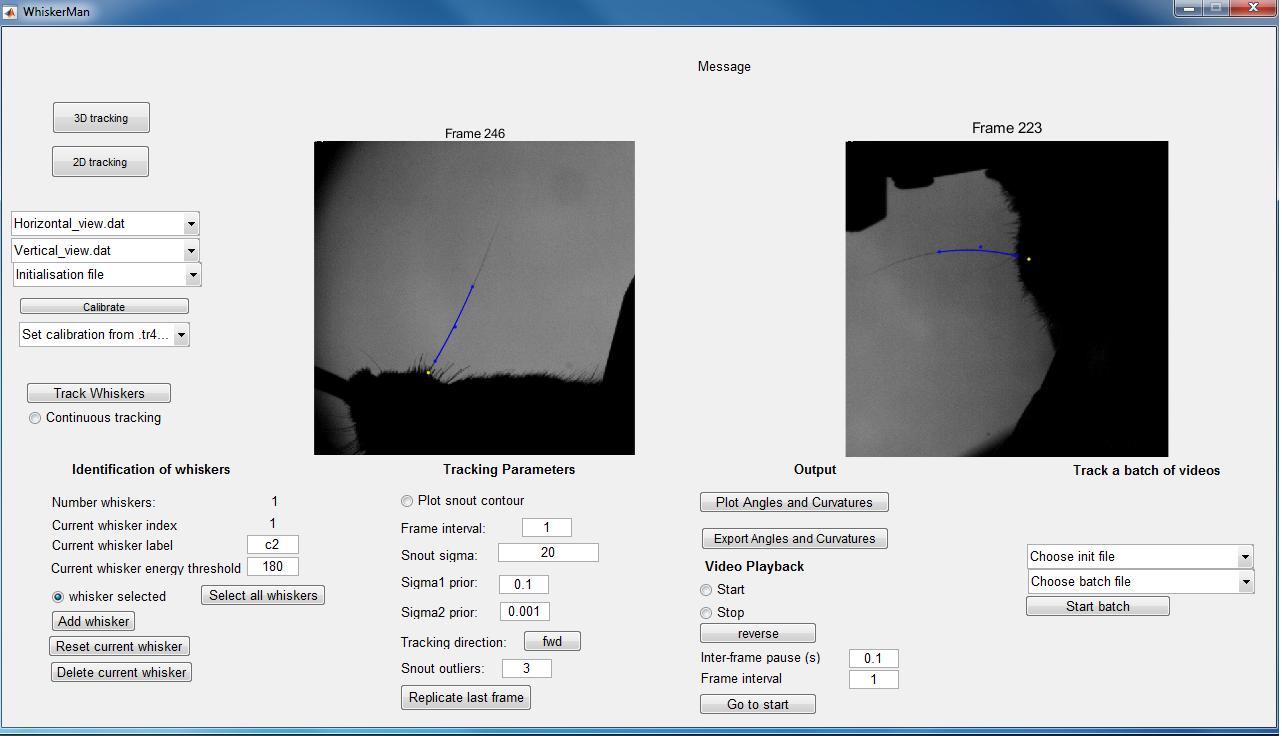 WhiskerMan
Message
3D tracking
2D tracking
Frame 246
Frame 223
Horizontal_view.dat
Vertical_view.dat
Initialisation file
Calibrate
Set calibration from .tr4...
Track Whiskers
Continuous tracking
Identification of whiskers
Number whiskers: 1
Current whisker index 1
Current whisker label c2
Current whisker energy threshold 180
whisker selected
Select all whiskers
Add whisker
Reset current whisker
Delete current whisker
Tracking Parameters
Plot snout contour
Frame interval: 1
Snout sigma: 20
Sigma1 prior: 0.1
Sigma2 prior: 0.001
Tracking direction: fwd
Snout outliers: 3
Replicate last frame
Output
Plot Angles and Curvatures
Export Angles and Curvatures
Video Playback
Start
Stop
reverse
Inter-frame pause (s) 0.1
Frame interval 1
Go to start
Track a batch of videos
Choose init file
Choose batch file
Start batch